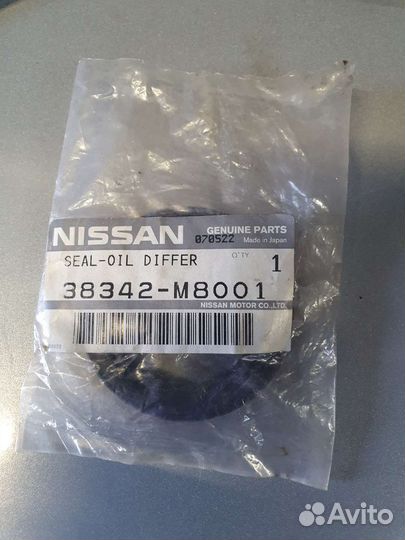 NISSAN
GENUINE PARTS
070522 Made in Japan
SEAL-OIL DIFFER
Q'TY 1
38342-M8001
NISSAN MOTOR CO.,LTD.
Avito